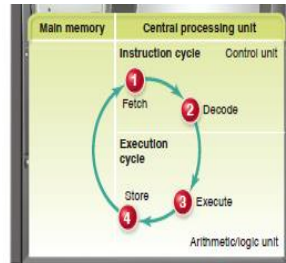 Main memory Central processing unit
Instruction cycle Control unit
1
Fetch
2 Decode
Execution
cycle
Store
4
3 Execute
Arithmetic/logic unit